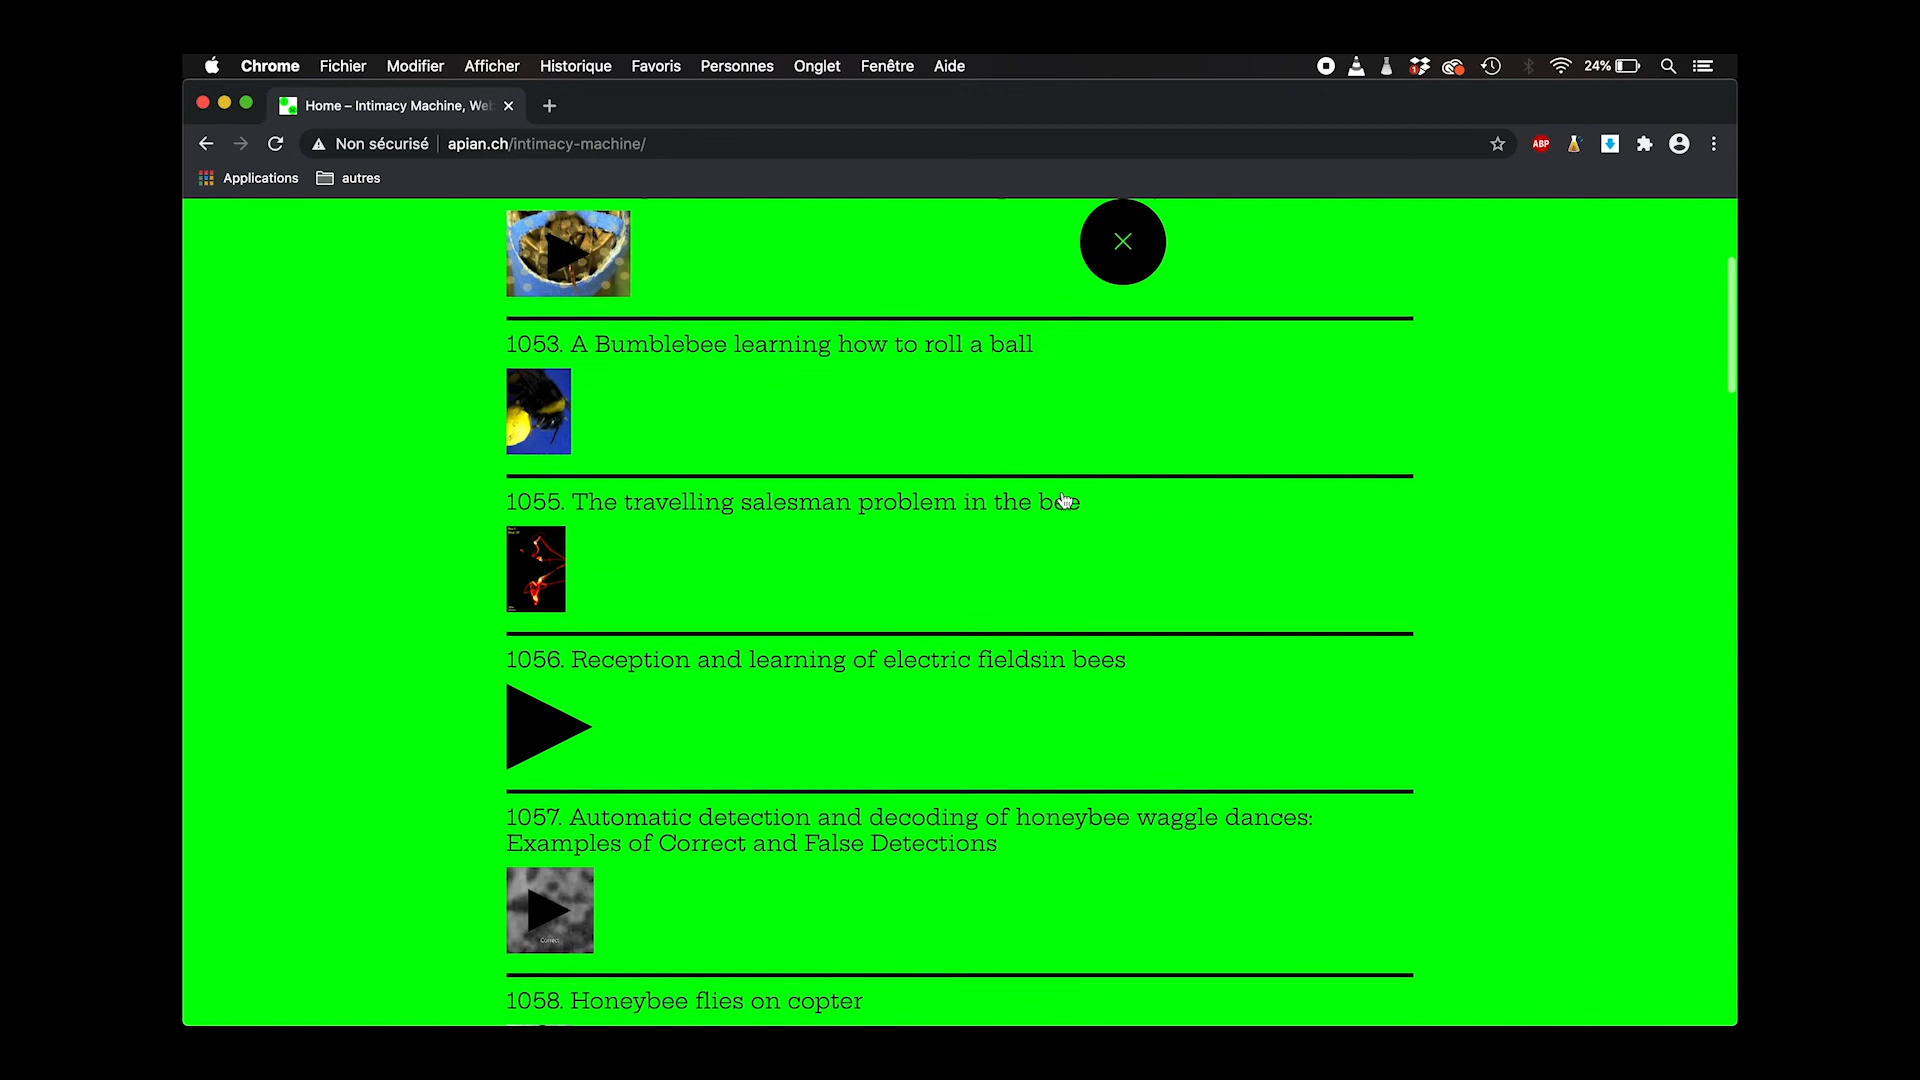 Chrome Fichier Modifier Afficher Historique Favoris Personnes Onglet Fenêtre Aide 24%
Home – Intimacy Machine, Web
Non sécurisé apian.ch/intimacy-machine/ ABP
Applications autres
1053. A Bumblebee learning how to roll a ball
1055. The travelling salesman problem in the bee
1056. Reception and learning of electric fieldsin bees
1057. Automatic detection and decoding of honeybee waggle dances:
Examples of Correct and False Detections
Correct
1058. Honeybee flies on copter